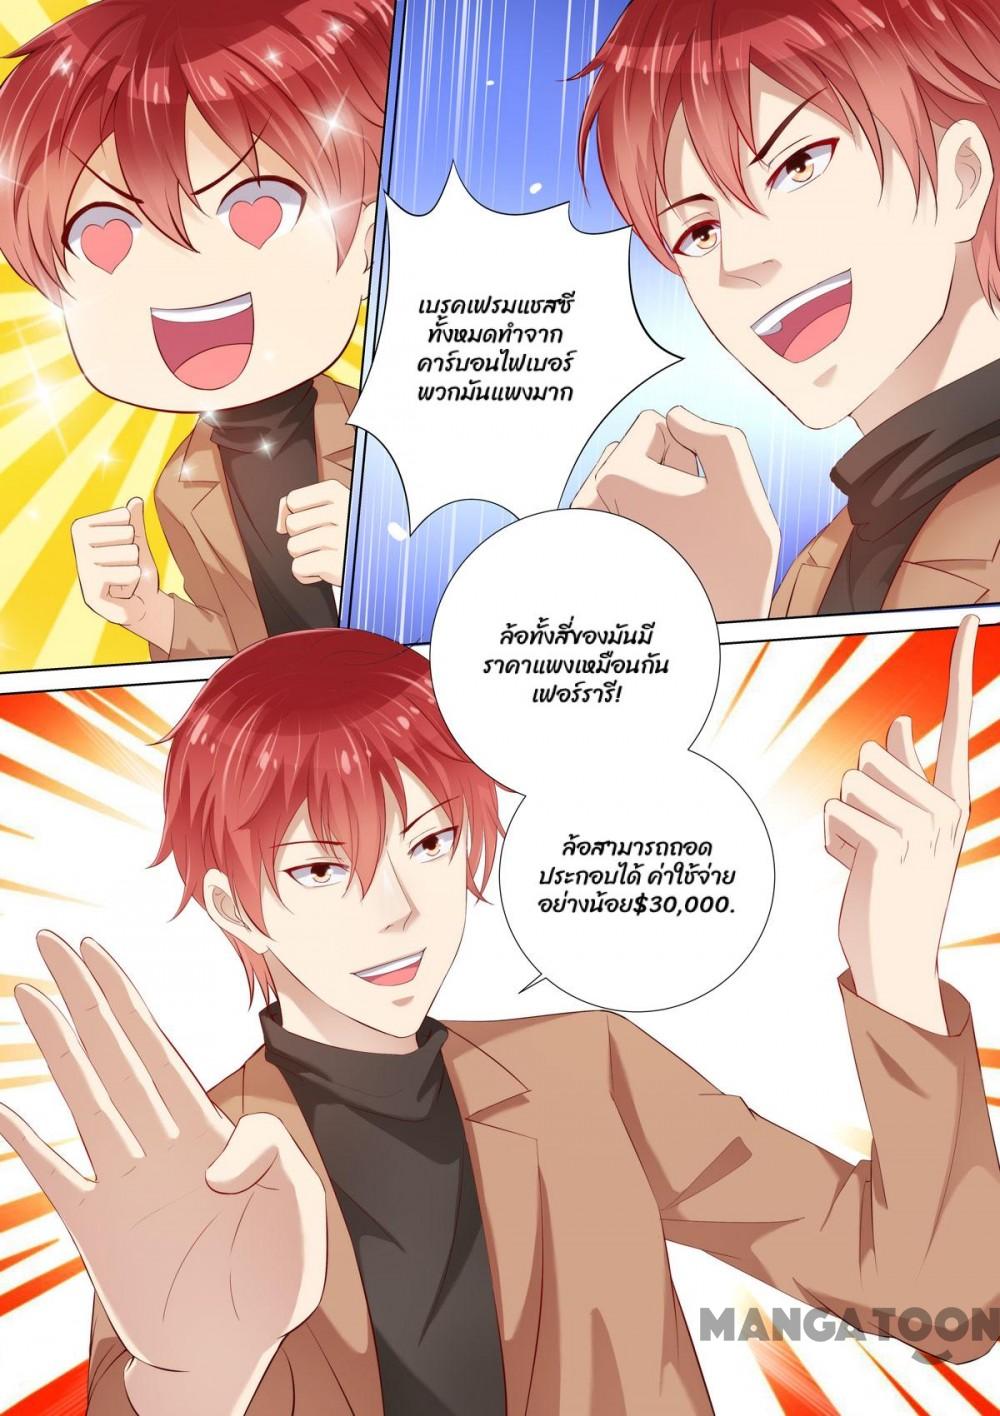 เบรคเฟรมแชสซี
ทั้งหมดทำจาก
คาร์บอนไฟเบอร์
พวกมันแพงมาก
ล้อทั้งสี่ของมันมี
ราคาแพงเหมือนกัน
เฟอร์รารี!
ล้อสามารถถอด
ประกอบได้ ค่าใช้จ่าย
อย่างน้อย$30,000.
MANGATOON